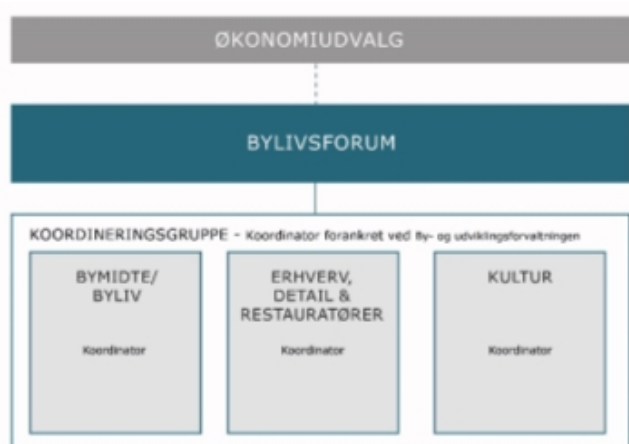 ØKONOMIUDVALG
BYLIVSFORUM
KOORDINERINGSGRUPPE - Koordinator forankret ved By- og udviklingsforvaltningen
BYMIDTE/
BYLIV
Koordinator
ERHVERV,
DETAIL &
RESTAURATØRER
Koordinator
KULTUR
Koordinator